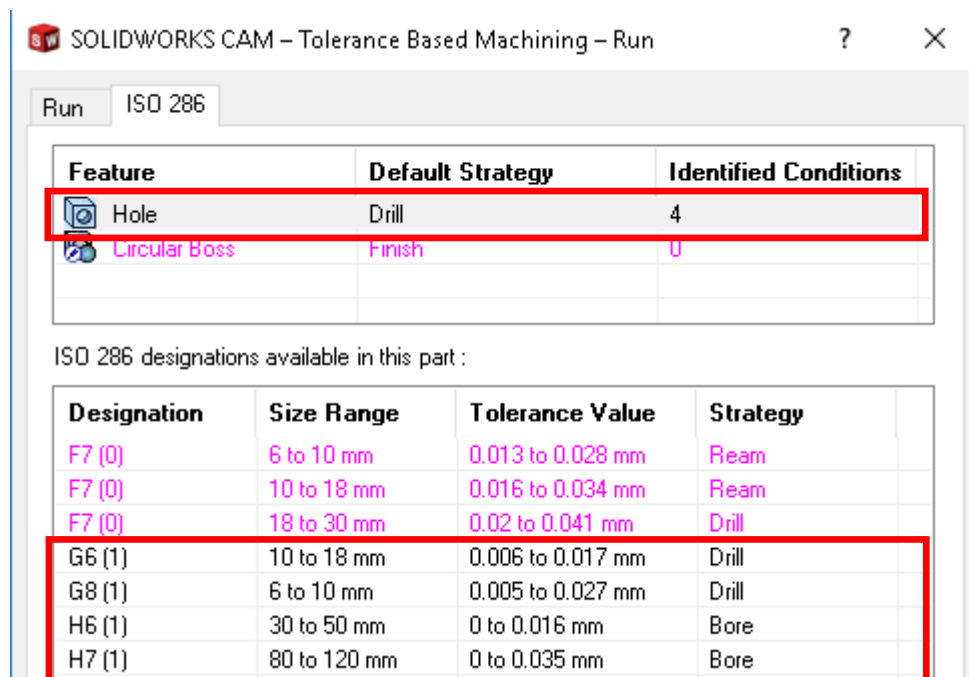 SW SOLIDWORKS CAM – Tolerance Based Machining – Run ? ×
Run ISO 286
Feature Default Strategy Identified Conditions
Hole Drill 4
Circular Boss Finish 0
ISO 286 designations available in this part :
Designation Size Range Tolerance Value Strategy
F7 (0) 6 to 10 mm 0.013 to 0.028 mm Ream
F7 (0) 10 to 18 mm 0.016 to 0.034 mm Ream
F7 (0) 18 to 30 mm 0.02 to 0.041 mm Drill
G6 (1) 10 to 18 mm 0.006 to 0.017 mm Drill
G8 (1) 6 to 10 mm 0.005 to 0.027 mm Drill
H6 (1) 30 to 50 mm 0 to 0.016 mm Bore
H7 (1) 80 to 120 mm 0 to 0.035 mm Bore